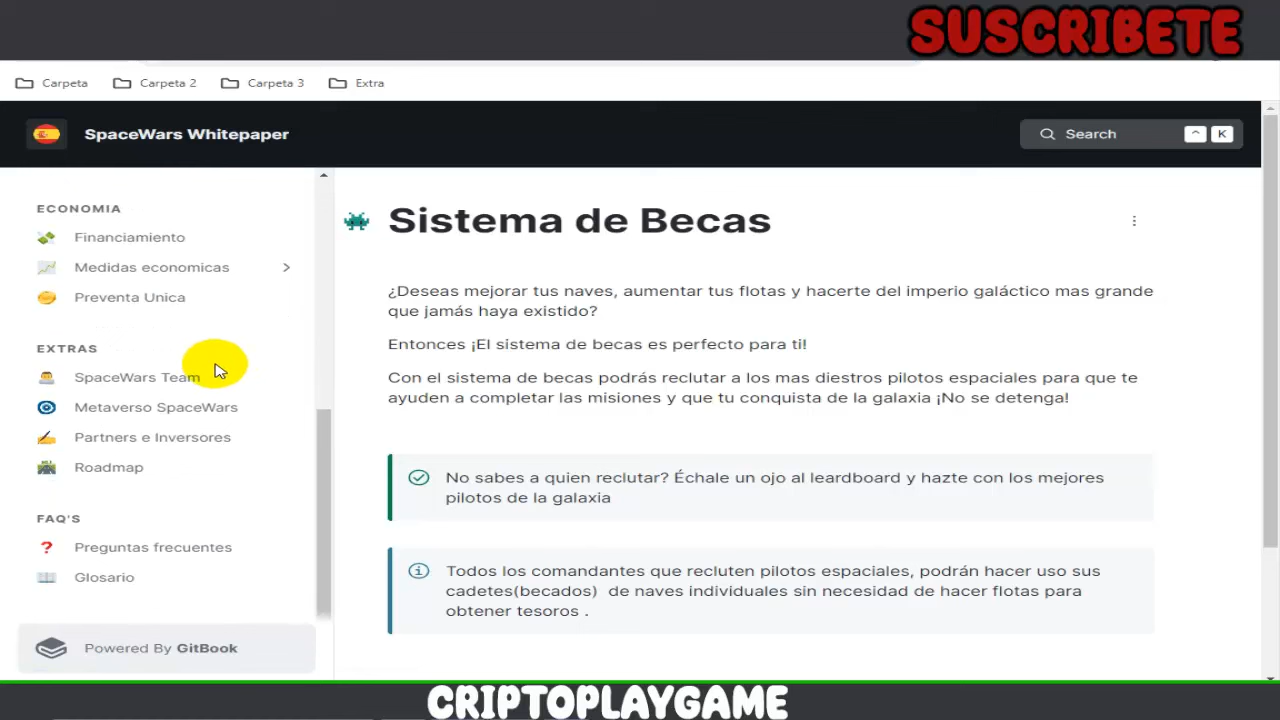 SUSCRIBETE
Carpeta
Carpeta 2
Carpeta 3
Extra
SpaceWars Whitepaper
Search
^
K
ECONOMIA
Financiamiento
Medidas economicas
Preventa Unica
EXTRAS
SpaceWars Team
Metaverso SpaceWars
Partners e Inversores
Roadmap
FAQ'S
Preguntas frecuentes
Glosario
Powered By GitBook
Sistema de Becas
¿Deseas mejorar tus naves, aumentar tus flotas y hacerte del imperio galáctico mas grande
que jamás haya existido?
Entonces ¡El sistema de becas es perfecto para ti!
Con el sistema de becas podrás reclutar a los mas diestros pilotos espaciales para que te
ayuden a completar las misiones y que tu conquista de la galaxia ¡No se detenga!
No sabes a quien reclutar? Échale un ojo al leardboard y hazte con los mejores
pilotos de la galaxia
Todos los comandantes que recluten pilotos espaciales, podrán hacer uso sus
cadetes(becados) de naves individuales sin necesidad de hacer flotas para
obtener tesoros .
CRIPTOPLAYGAME